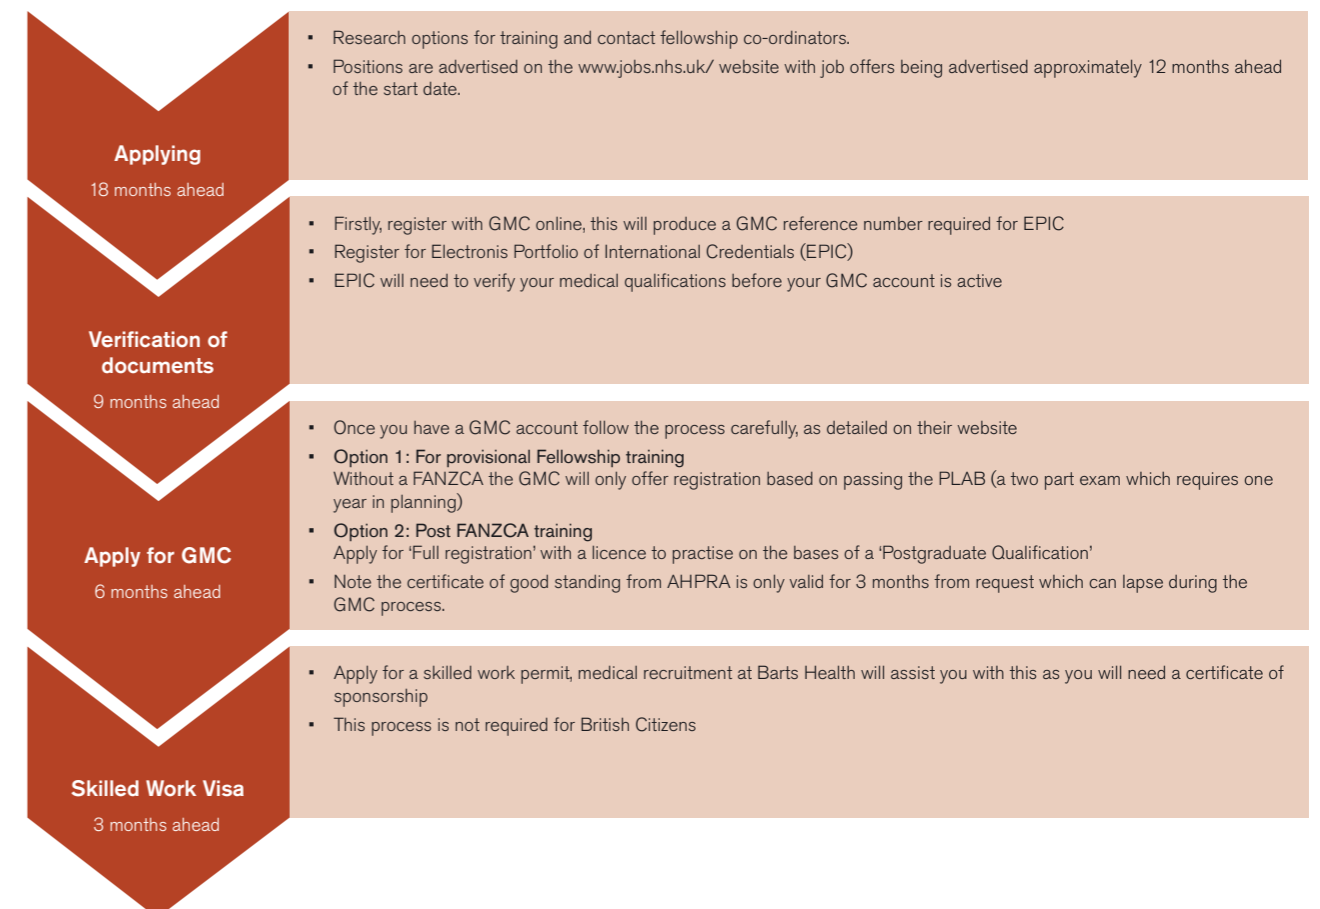 Applying
18 months ahead
▪ Research options for training and contact fellowship co-ordinators.
▪ Positions are advertised on the www.jobs.nhs.uk/ website with job offers being advertised approximately 12 months ahead
of the start date.
Verification of
documents
9 months ahead
▪ Firstly, register with GMC online, this will produce a GMC reference number required for EPIC
▪ Register for Electronis Portfolio of International Credentials (EPIC)
▪ EPIC will need to verify your medical qualifications before your GMC account is active
Apply for GMC
6 months ahead
▪ Once you have a GMC account follow the process carefully, as detailed on their website
▪ Option 1: For provisional Fellowship training
Without a FANZCA the GMC will only offer registration based on passing the PLAB (a two part exam which requires one
year in planning)
▪ Option 2: Post FANZCA training
Apply for ‘Full registration’ with a licence to practise on the bases of a ‘Postgraduate Qualification’
▪ Note the certificate of good standing from AHPRA is only valid for 3 months from request which can lapse during the
GMC process.
Skilled Work Visa
3 months ahead
▪ Apply for a skilled work permit, medical recruitment at Barts Health will assist you with this as you will need a certificate of
sponsorship
▪ This process is not required for British Citizens